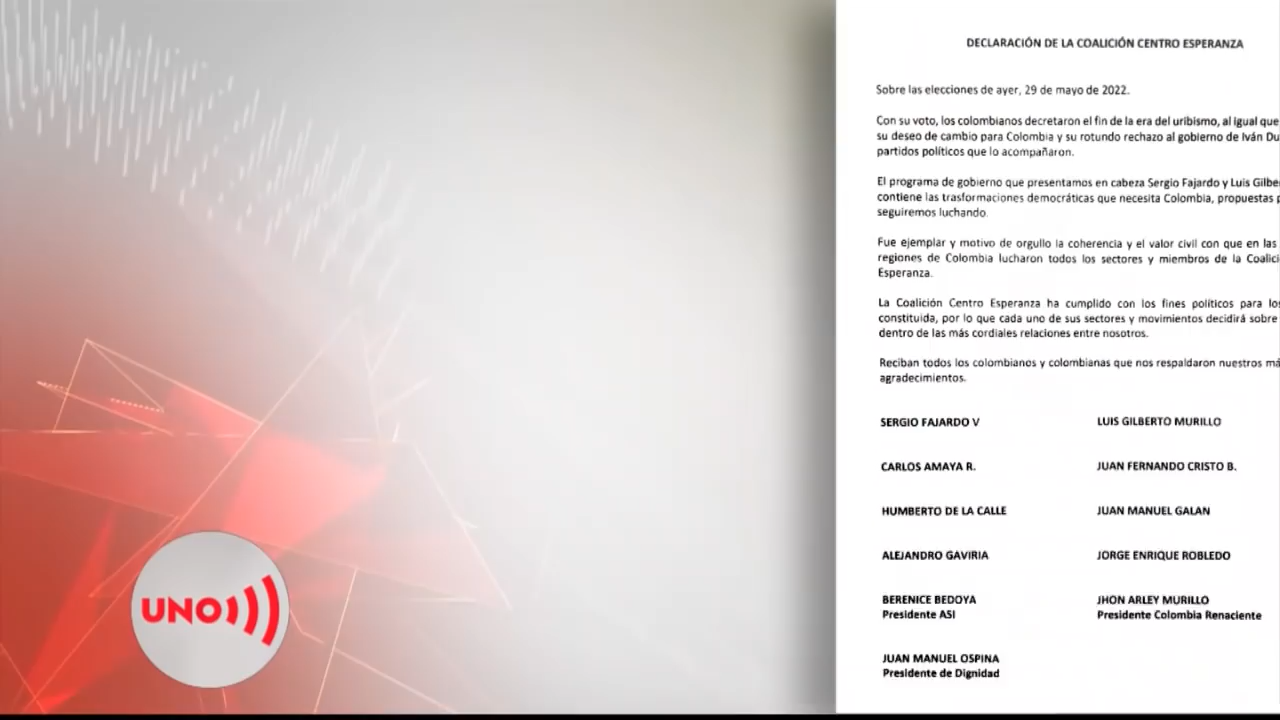 DECLARACIÓN DE LA COALICIÓN CENTRO ESPERANZA
Sobre las elecciones de ayer, 29 de mayo de 2022.
Con su voto, los colombianos decretaron el fin de la era del uribismo, al igual que
su deseo de cambio para Colombia y su rotundo rechazo al gobierno de Iván Du
partidos políticos que lo acompañaron.
El programa de gobierno que presentamos en cabeza Sergio Fajardo y Luis Gilbe
contiene las trasformaciones democráticas que necesita Colombia, propuestas p
seguiremos luchando.
Fue ejemplar y motivo de orgullo la coherencia y el valor civil con que en las
regiones de Colombia lucharon todos los sectores y miembros de la Coalici
Esperanza.
La Coalición Centro Esperanza ha cumplido con los fines políticos para los
constituida, por lo que cada uno de sus sectores y movimientos decidirá sobre
dentro de las más cordiales relaciones entre nosotros.
Reciban todos los colombianos y colombianas que nos respaldaron nuestros má
agradecimientos.
SERGIO FAJARDO V
LUIS GILBERTO MURILLO
CARLOS AMAYA R.
JUAN FERNANDO CRISTO B.
HUMBERTO DE LA CALLE
JUAN MANUEL GALAN
ALEJANDRO GAVIRIA
JORGE ENRIQUE ROBLEDO
BERENICE BEDOYA
Presidente ASI
JHON ARLEY MURILLO
Presidente Colombia Renaciente
JUAN MANUEL OSPINA
Presidente de Dignidad
UNO